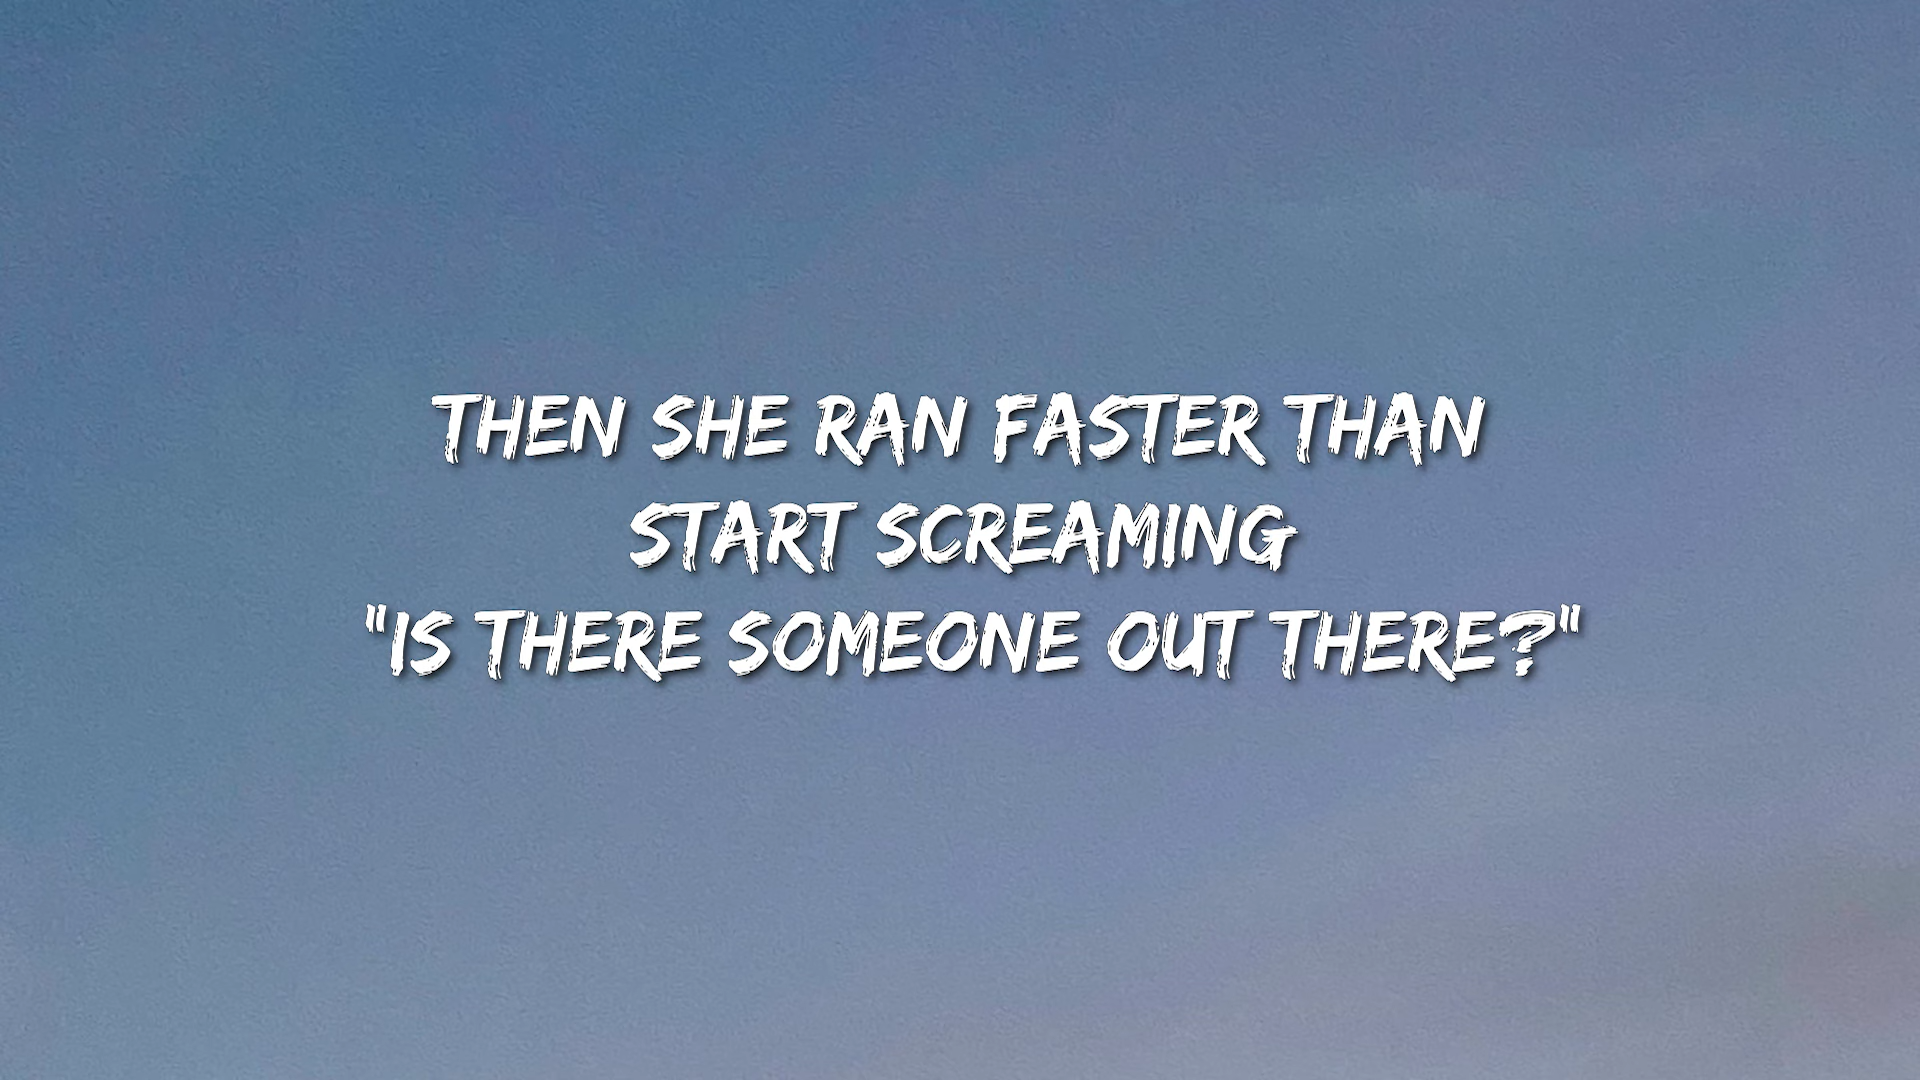 THEN SHE RAN FASTER THAN
START SCREAMING
"IS THERE SOMEONE OUT THERE?"